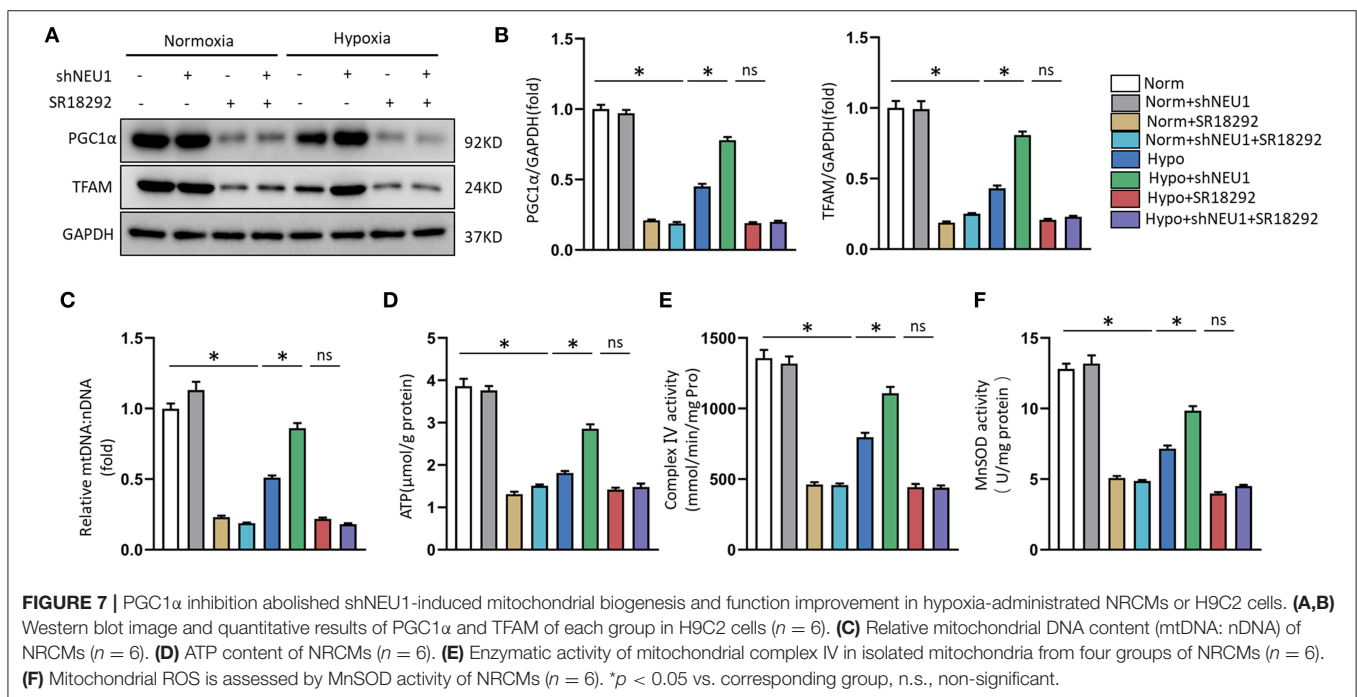 A
Normoxia Hypoxia
shNEU1 - + - + - + - +
SR18292 - - + + - - + +
PGC1α 92KD
TFAM 24KD
GAPDH 37KD
B
PGC1α/GAPDH(fold)
1.5
1.0
0.5
0.0
* * ns
TFAM/GAPDH(fold)
1.5
1.0
0.5
0.0
* * ns
Norm
Norm+shNEU1
Norm+SR18292
Norm+shNEU1+SR18292
Hypo
Hypo+shNEU1
Hypo+SR18292
Hypo+shNEU1+SR18292
C
Relative mtDNA:nDNA
(fold)
1.5
1.0
0.5
0.0
* * ns
D
ATP(μmol/g protein)
5
4
3
2
1
0
* * ns
E
Complex IV activity
(mmol/min/mg Pro)
1500
1000
500
0
* * ns
F
MnSOD activity
( U/mg protein )
15
10
5
0
* * ns
FIGURE 7 | PGC1α inhibition abolished shNEU1-induced mitochondrial biogenesis and function improvement in hypoxia-administrated NRCMs or H9C2 cells. (A,B)
Western blot image and quantitative results of PGC1α and TFAM of each group in H9C2 cells (n = 6). (C) Relative mitochondrial DNA content (mtDNA: nDNA) of
NRCMs (n = 6). (D) ATP content of NRCMs (n = 6). (E) Enzymatic activity of mitochondrial complex IV in isolated mitochondria from four groups of NRCMs (n = 6).
(F) Mitochondrial ROS is assessed by MnSOD activity of NRCMs (n = 6). *p < 0.05 vs. corresponding group, n.s., non-significant.